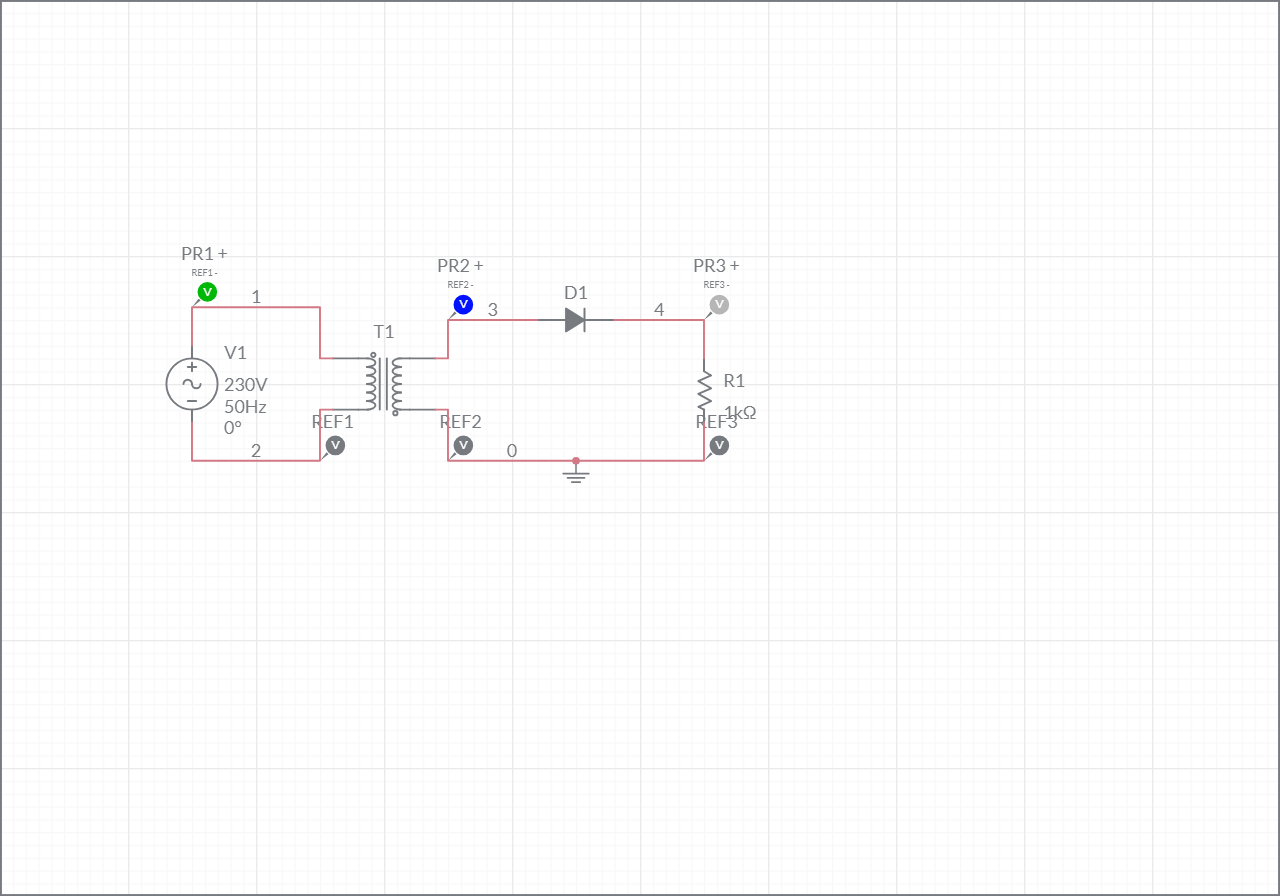 PR1 +
REF1 -
V
1
PR2 +
REF2 -
V
3
D1
4
PR3 +
REF3 -
V
T1
V1
230V
50Hz
0°
R1
1kΩ
REF1
V
REF2
V
REF3
V
2
0